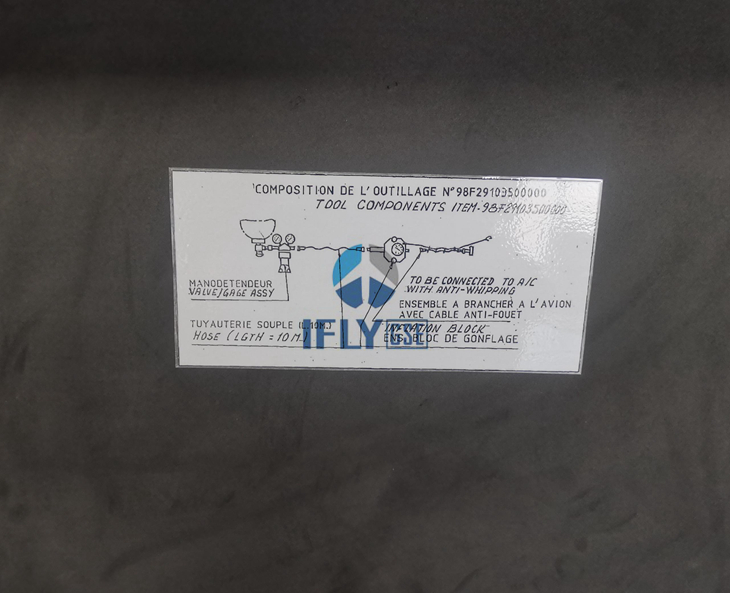 COMPOSITION DE L'OUTILLAGE N°98F29103500000
TOOL COMPONENTS ITEM-98F29103500000
MANODETENDEUR
VALVE/GAGE ASSY
TO BE CONNECTED TO A/C
WITH ANTI-WHIPPING
ENSEMBLE A BRANCHER A L'AVION
AVEC CABLE ANTI-FOUET
TUYAUTERIE SOUPLE (L.10M.)
HOSE (LGTH = 10 M.)
INFLATION BLOCK
ENS. BLOC DE GONFLAGE
IFLY